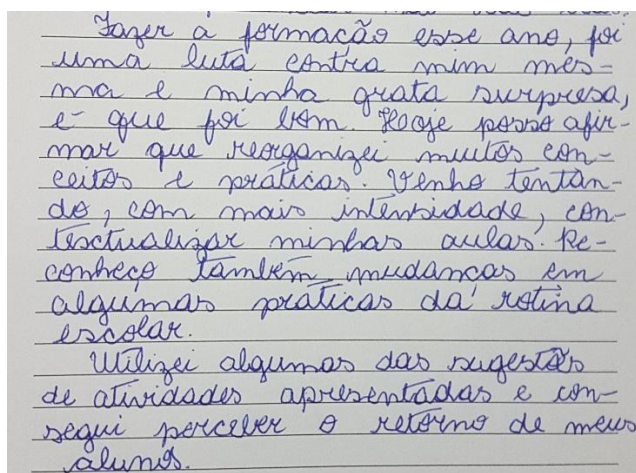 Fazer a formação esse ano, foi
uma luta contra mim mes-
ma e minha grata surpresa,
é que foi bom. Hooje posso afir-
mar que reorganizei muitos con-
ceitos e práticas. Venho tentan-
do, com mais intensidade, con-
textualizar minhas aulas. Re-
conheço também mudanças em
algumas práticas da rotina
escolar.
Utilizei algumas das sugestões
de atividades apresentadas e con-
segui perceber o retorno de meus
alunos.